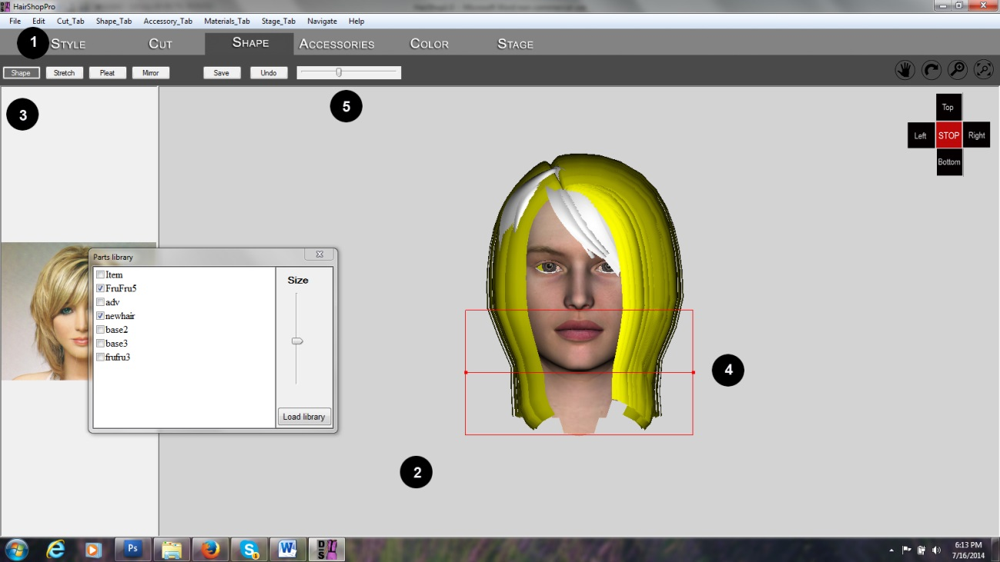 HairShopPro
File Edit Cut_Tab Shape_Tab Accessory_Tab Materials_Tab Stage_Tab Navigate Help
1 STYLE CUT SHAPE ACCESSORIES COLOR STAGE
Shape Stretch Pleat Mirror Save Undo
3
5
Top
Left STOP Right
Bottom
Parts library
Item
FruFru5
adv
newhair
base2
base3
frufru3
Size
Load library
4
2
Ps S 1 W D S
6:13 PM
7/16/2014